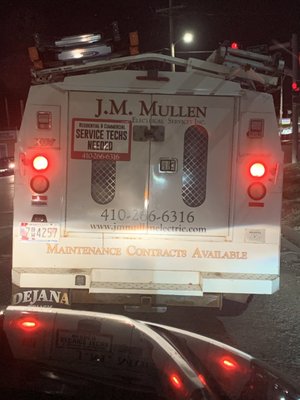 J.M. MULLEN
Electrical Services Inc.
RESIDENTIAL & COMMERCIAL
SERVICE TECHS
NEEDED
410-266-6316
410-266-6316
www.jmmullenelectric.com
MAINTENANCE CONTRACTS AVAILABLE
DEJANA